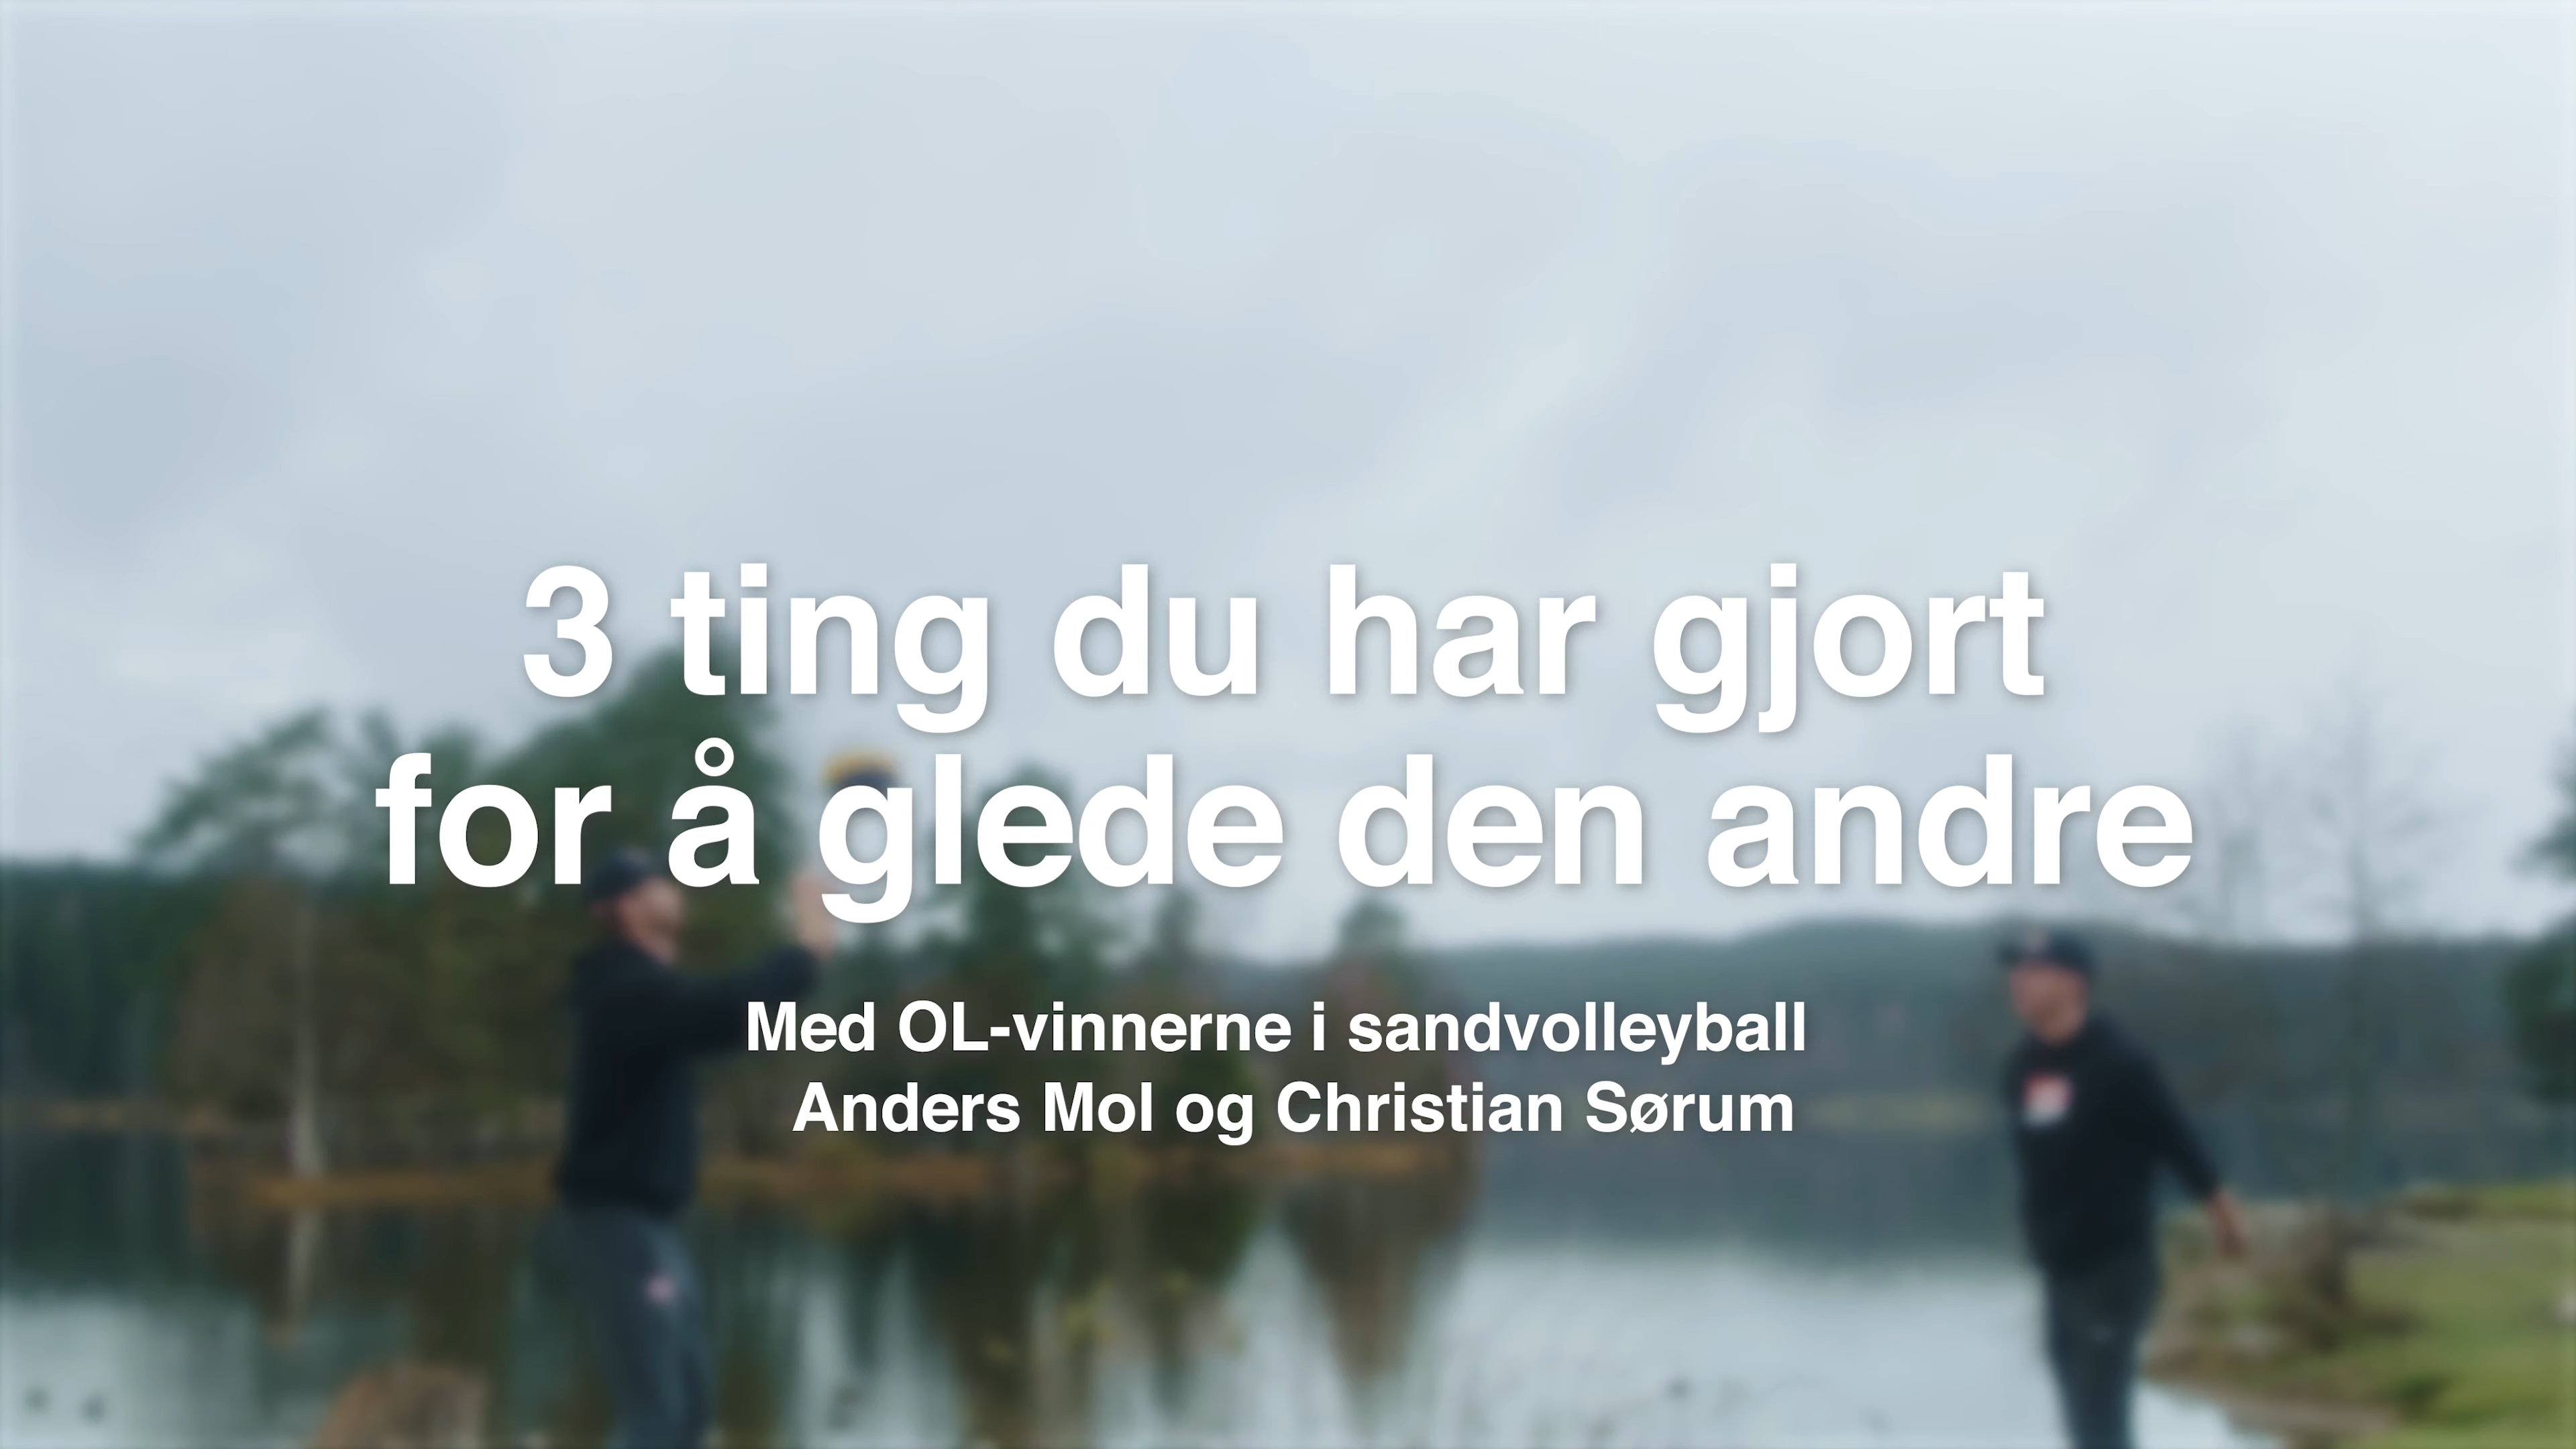 3 ting du har gjort
for å glede den andre
Med OL-vinnerne i sandvolleyball
Anders Mol og Christian Sørum